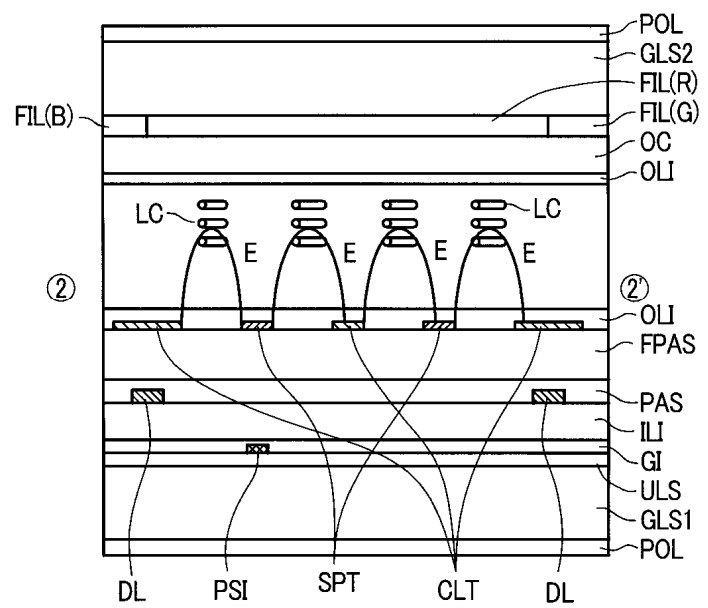 POL
GLS2
FIL(R)
FIL(B)
FIL(G)
OC
OLI
LC
LC
E
E
E
②
②'
OLI
FPAS
PAS
ILI
GI
ULS
GLS1
POL
DL
PSI
SPT
CLT
DL